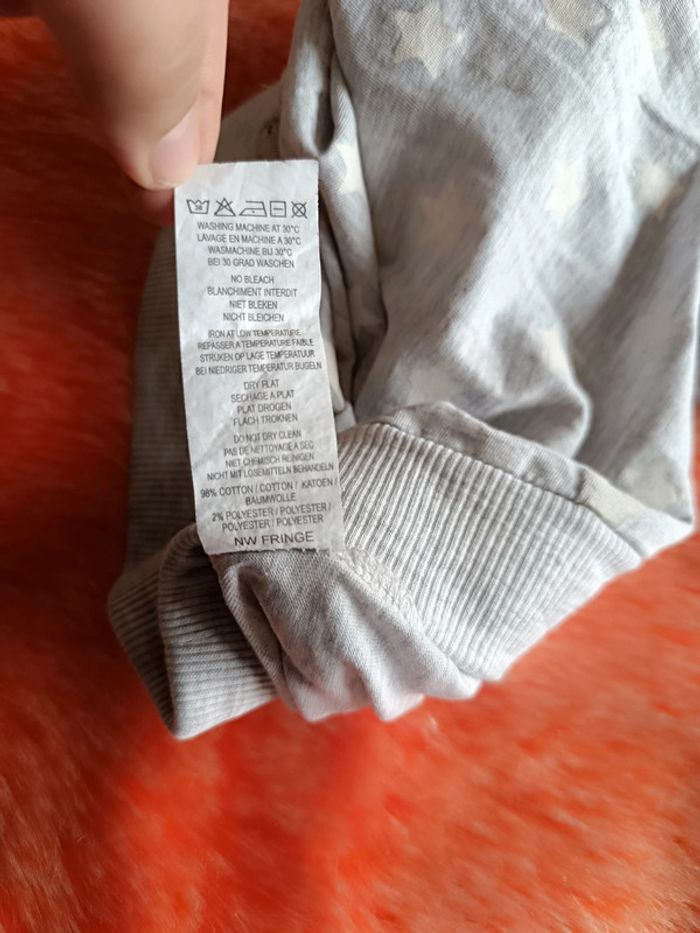 WASHING MACHINE AT 30°C
LAVAGE EN MACHINE A 30°C
WASMACHINE BIJ 30°C
BEI 30 GRAD WASCHEN
NO BLEACH
BLANCHIMENT INTERDIT
NIET BLEKEN
NICHT BLEICHEN
IRON AT LOW TEMPERATURE
REPASSER A TEMPERATURE FAIBLE
STRIJKEN OP LAGE TEMPERATUUR
BEI NIEDRIGER TEMPERATUR BUGELN
DRY FLAT
SECHAGE A PLAT
PLAT DROGEN
FLACH TROKNEN
DO NOT DRY CLEAN
PAS DE NETTOYAGE A SEC
NIET CHEMISCH REINIGEN
NICHT MIT LOSEMITTELN BEHANDELN
98% COTTON / COTTON / KATOEN /
BAUMWOLLE
2% POLYESTER / POLYESTER /
POLYESTER / POLYESTER
NW FRINGE